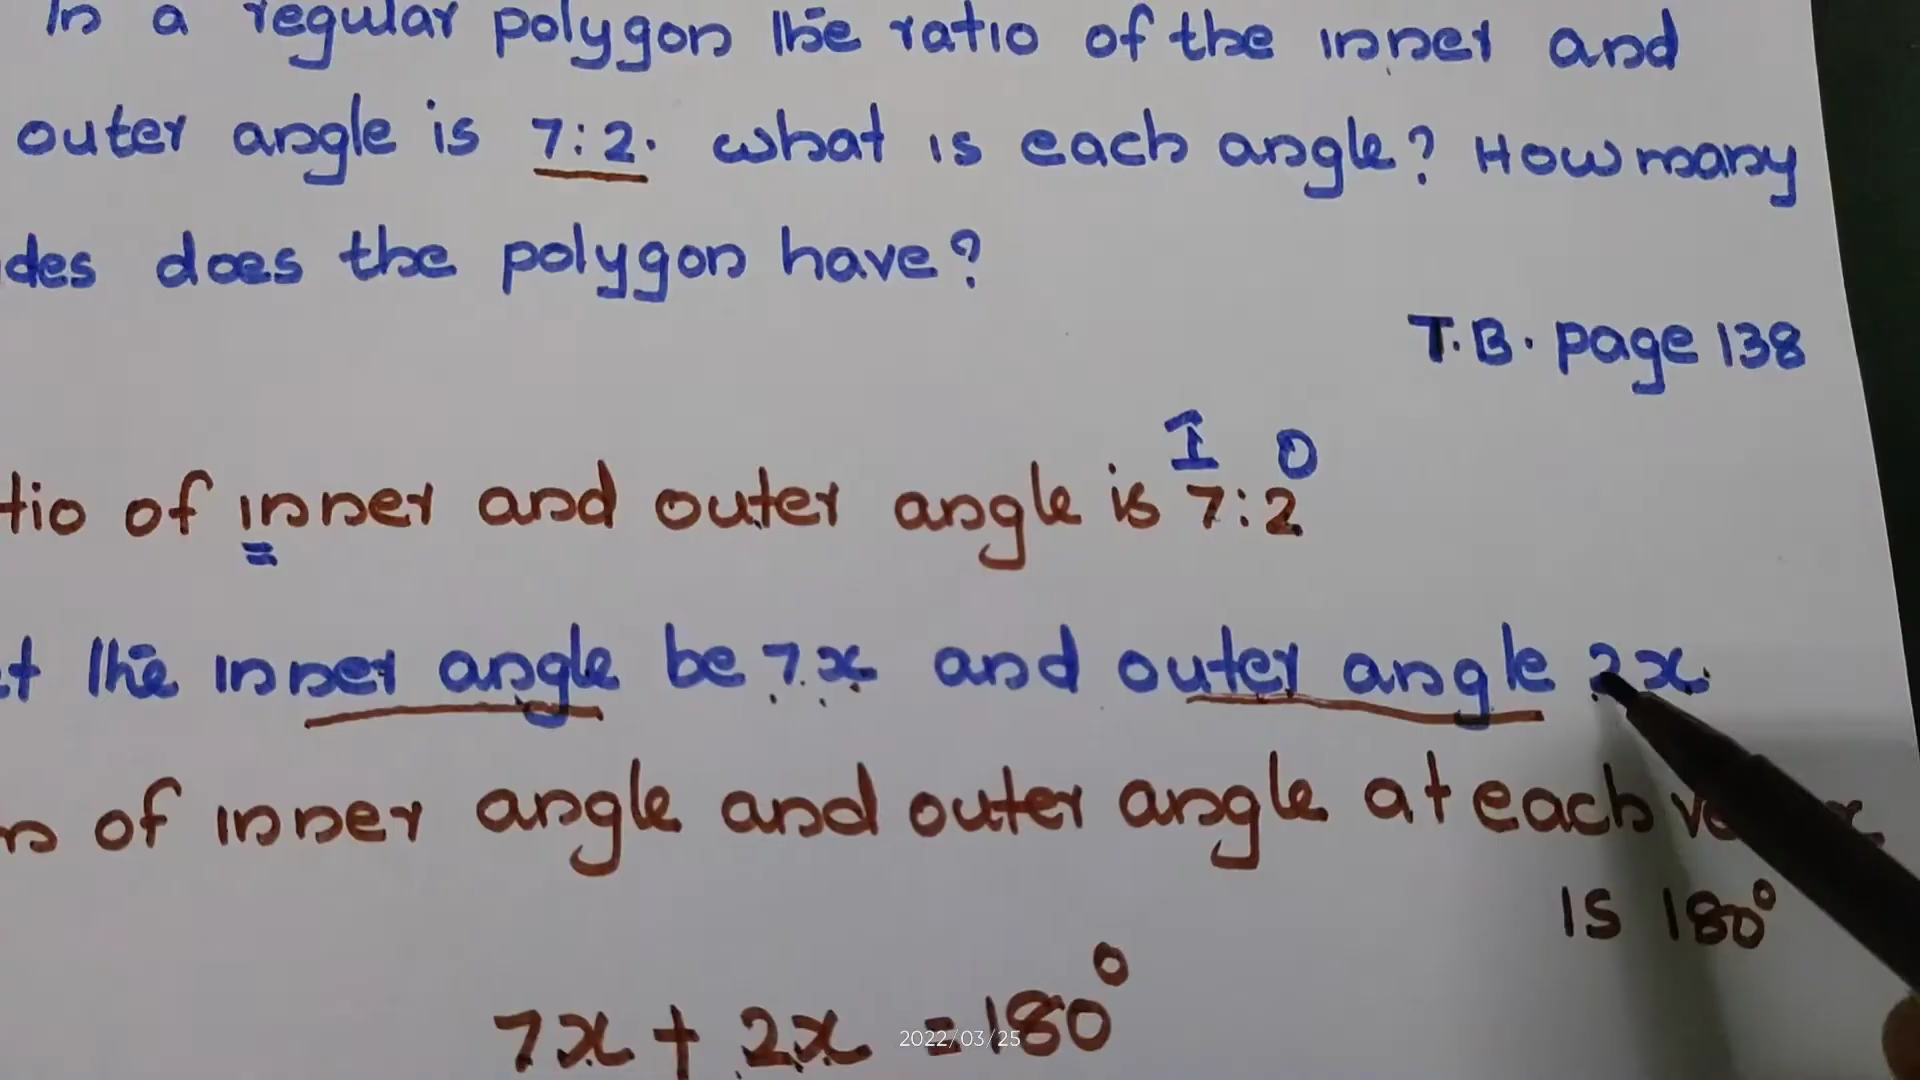 In a regular polygon the ratio of the inner and
outer angle is 7:2. what is each angle? How many
des does the polygon have?
T.B. page 138
I O
tio of inner and outer angle is 7:2
t the inner angle be 7x and outer angle 2x
n of inner angle and outer angle at each
is 180°
7x + 2x = 180°
2022/03/25